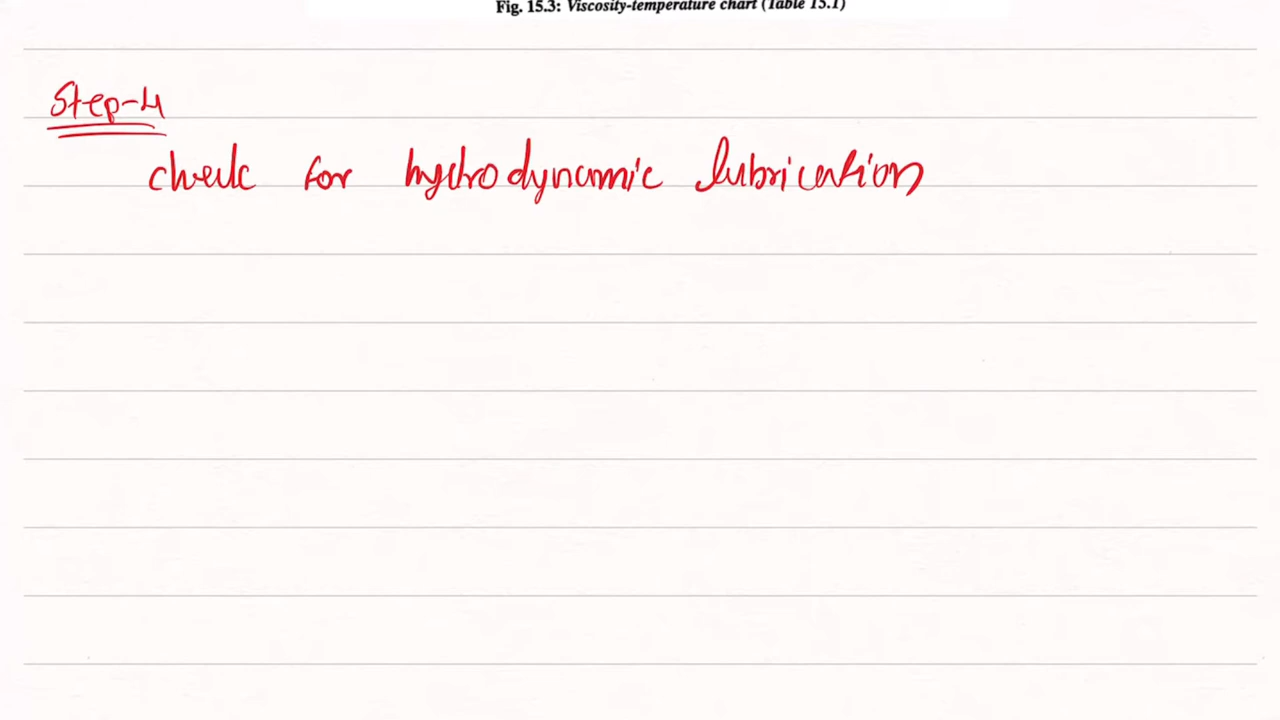 Fig. 15.3: Viscosity-temperature chart (Table 15.1)
Step-4
check for hydrodynamic lubrication